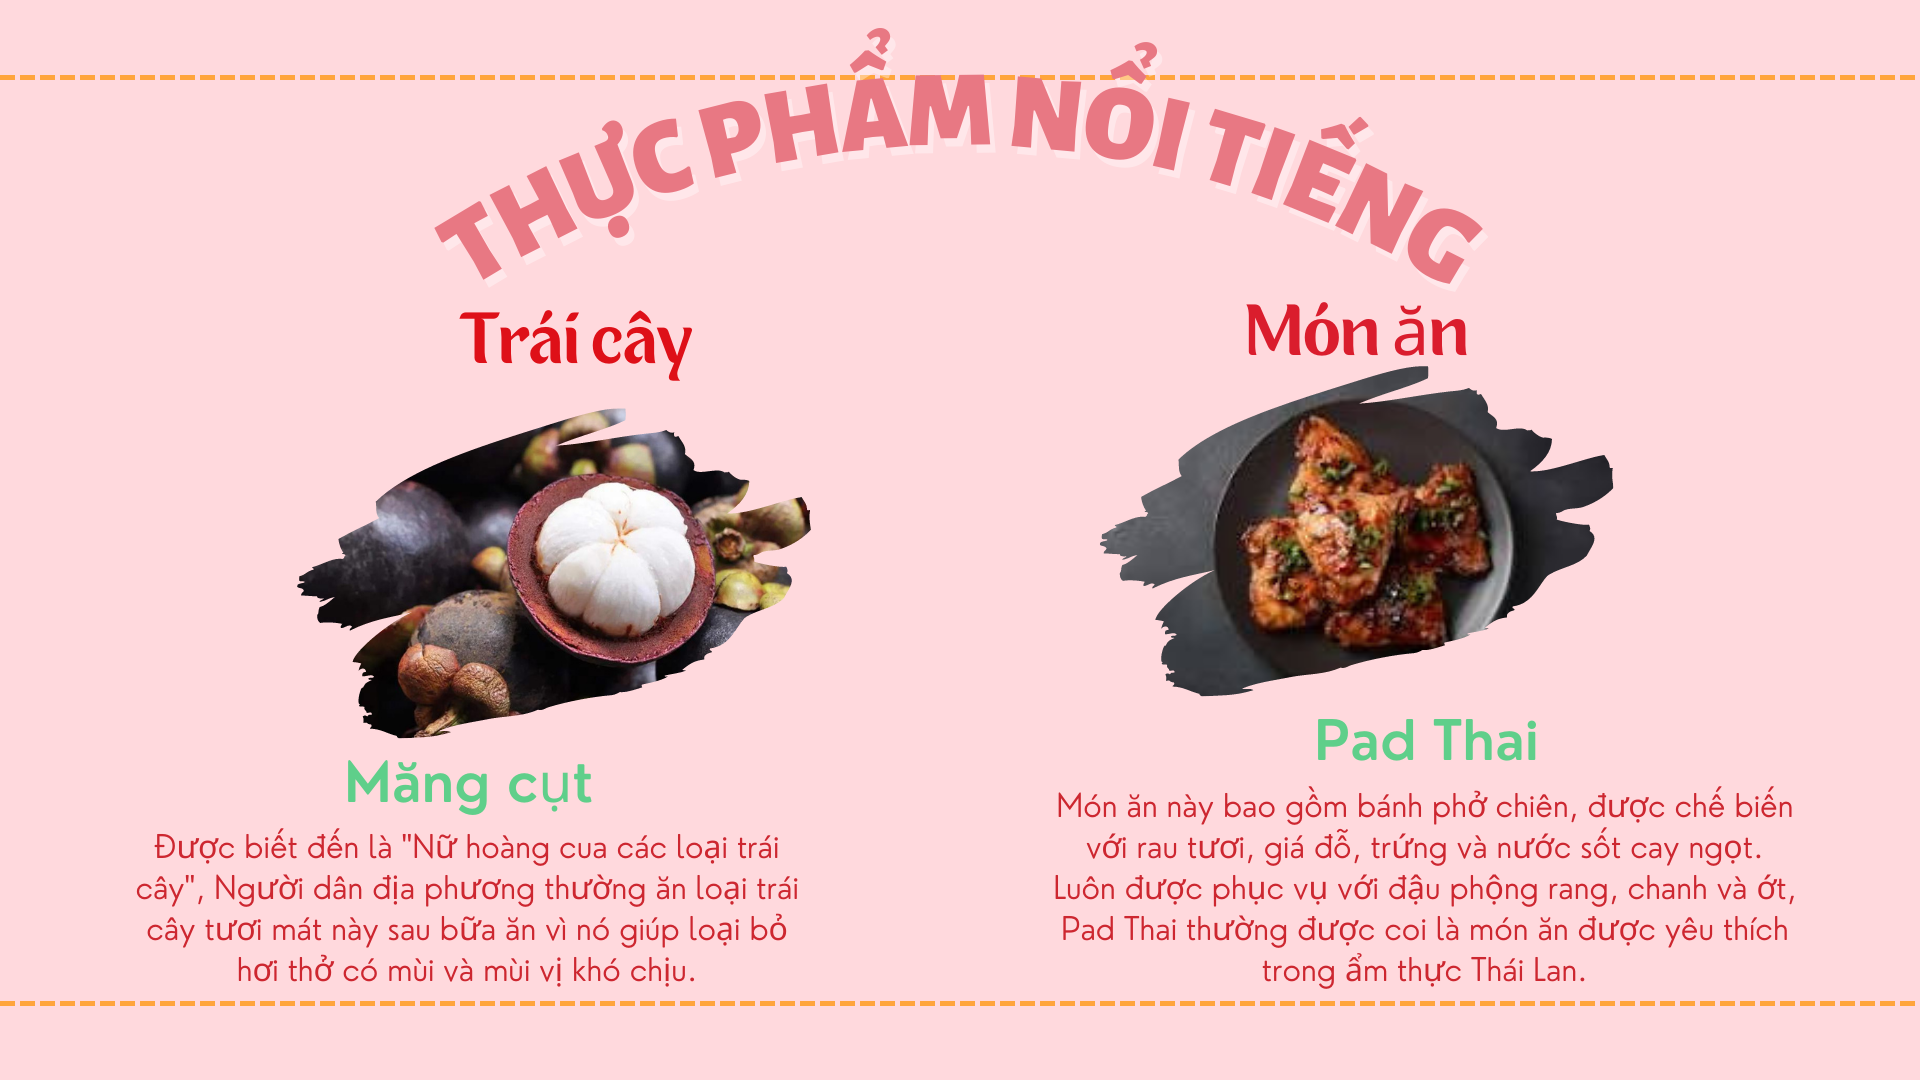 THỰC PHẨM NỔI TIẾNG
Trái cây
Măng cụt
Được biết đến là "Nữ hoàng cua các loại trái
cây", Người dân địa phương thường ăn loại trái
cây tươi mát này sau bữa ăn vì nó giúp loại bỏ
hơi thở có mùi và mùi vị khó chịu.
Món ăn
Pad Thai
Món ăn này bao gồm bánh phở chiên, được chế biến
với rau tươi, giá đỗ, trứng và nước sốt cay ngọt.
Luôn được phục vụ với đậu phộng rang, chanh và ớt,
Pad Thai thường được coi là món ăn được yêu thích
trong ẩm thực Thái Lan.